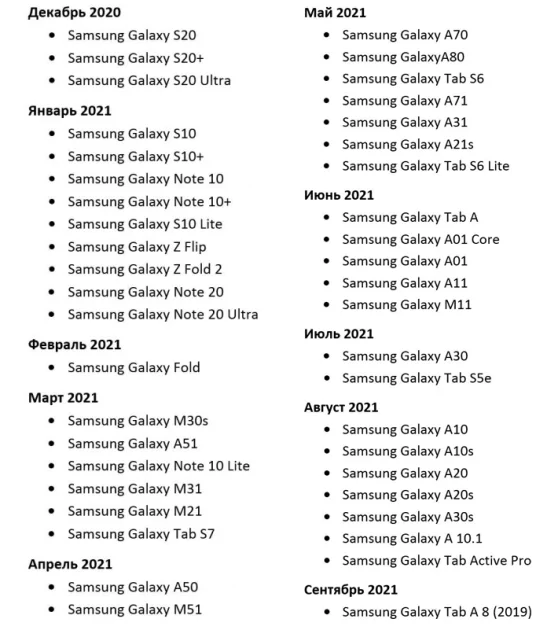 Декабрь 2020
• Samsung Galaxy S20
• Samsung Galaxy S20+
• Samsung Galaxy S20 Ultra
Январь 2021
• Samsung Galaxy S10
• Samsung Galaxy S10+
• Samsung Galaxy Note 10
• Samsung Galaxy Note 10+
• Samsung Galaxy S10 Lite
• Samsung Galaxy Z Flip
• Samsung Galaxy Z Fold 2
• Samsung Galaxy Note 20
• Samsung Galaxy Note 20 Ultra
Февраль 2021
• Samsung Galaxy Fold
Март 2021
• Samsung Galaxy M30s
• Samsung Galaxy A51
• Samsung Galaxy Note 10 Lite
• Samsung Galaxy M31
• Samsung Galaxy M21
• Samsung Galaxy Tab S7
Апрель 2021
• Samsung Galaxy A50
• Samsung Galaxy M51
Май 2021
• Samsung Galaxy A70
• Samsung GalaxyA80
• Samsung Galaxy Tab S6
• Samsung Galaxy A71
• Samsung Galaxy A31
• Samsung Galaxy A21s
• Samsung Galaxy Tab S6 Lite
Июнь 2021
• Samsung Galaxy Tab A
• Samsung Galaxy A01 Core
• Samsung Galaxy A01
• Samsung Galaxy A11
• Samsung Galaxy M11
Июль 2021
• Samsung Galaxy A30
• Samsung Galaxy Tab S5e
Август 2021
• Samsung Galaxy A10
• Samsung Galaxy A10s
• Samsung Galaxy A20
• Samsung Galaxy A20s
• Samsung Galaxy A30s
• Samsung Galaxy A 10.1
• Samsung Galaxy Tab Active Pro
Сентябрь 2021
• Samsung Galaxy Tab A 8 (2019)